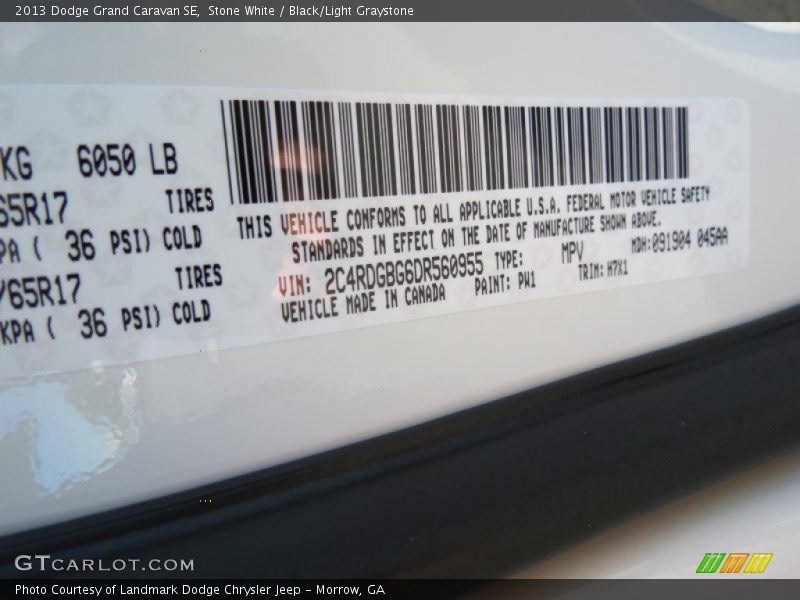 2013 Dodge Grand Caravan SE, Stone White / Black/Light Graystone
KG 6050 LB
65R17 TIRES
PA ( 36 PSI) COLD
/65R17 TIRES
KPA ( 36 PSI) COLD
THIS VEHICLE CONFORMS TO ALL APPLICABLE U.S.A. FEDERAL MOTOR VEHICLE SAFETY
STANDARDS IN EFFECT ON THE DATE OF MANUFACTURE SHOWN ABOVE.
VIN: 2C4RDGBG6DR560955 TYPE: MPV MDH:091904 045AA
VEHICLE MADE IN CANADA PAINT: PW1 TRIM: H7X1
GTCARLOT.COM
Photo Courtesy of Landmark Dodge Chrysler Jeep - Morrow, GA